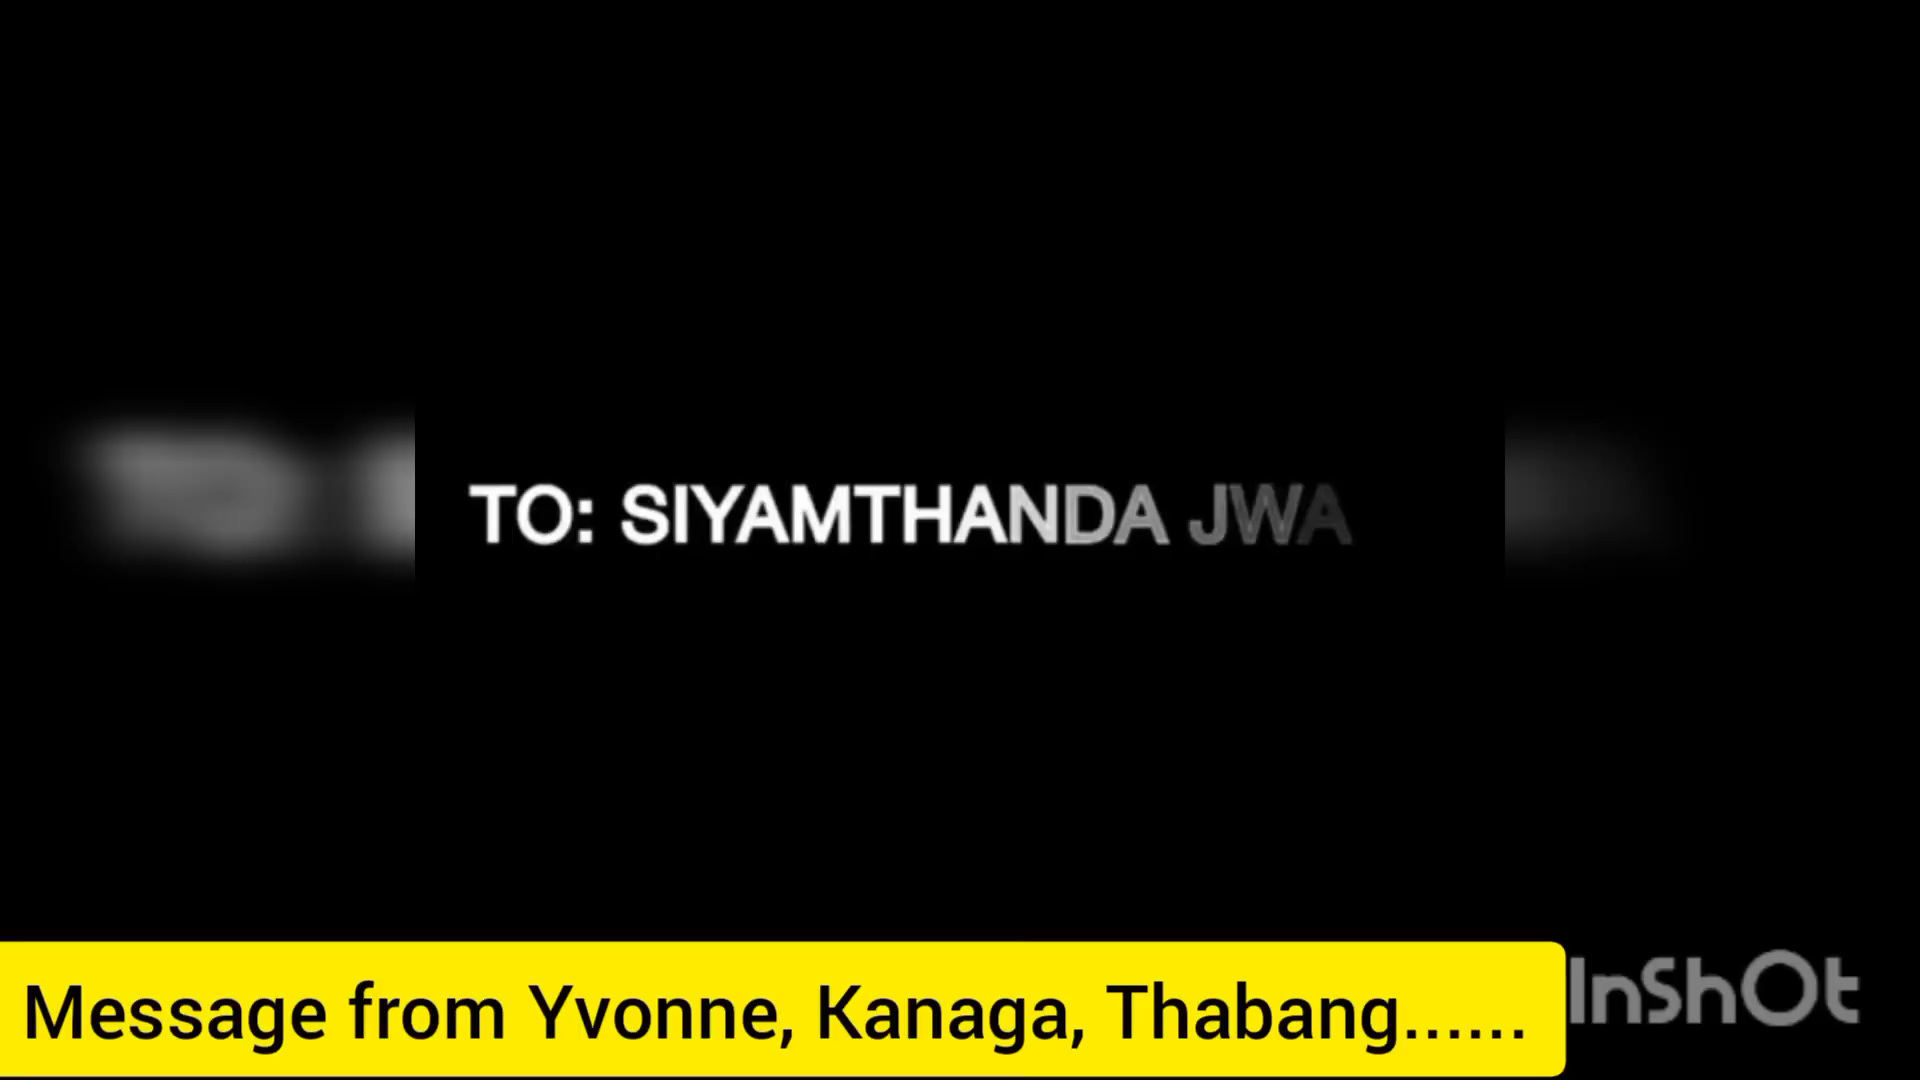 TO: SIYAMTHANDA JWA
Message from Yvonne, Kanaga, Thabang......
InShOt